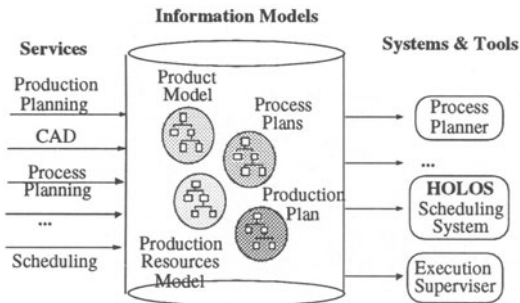 Information Models
Services
Systems & Tools
Production
Planning
CAD
Process
Planning
...
Scheduling
Product
Model
Process
Plans
Production
Plan
Production
Resources
Model
Process
Planner
...
HOLOS
Scheduling
System
Execution
Superviser